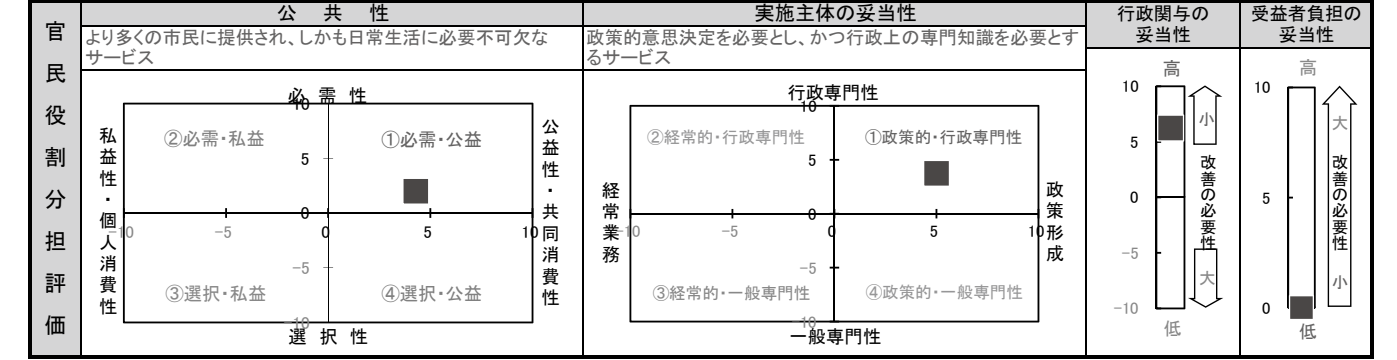 官民役割分担評価
公 共 性
より多くの市民に提供され、しかも日常生活に必要不可欠な
サービス
必 需 性
私益性・個人消費性
公益性・共同消費性
②必需・私益
①必需・公益
③選択・私益
④選択・公益
10
5
0
-5
-10
-10
-5
0
5
10
選 択 性
実施主体の妥当性
政策的意思決定を必要とし、かつ行政上の専門知識を必要とす
るサービス
行政専門性
経常業務
政策形成
②経常的・行政専門性
①政策的・行政専門性
③経常的・一般専門性
④政策的・一般専門性
10
5
0
-5
-10
-10
-5
0
5
10
一般専門性
行政関与の
妥当性
高
10
5
0
-5
-10
小
改善の必要性
大
低
受益者負担の
妥当性
高
10
5
0
大
改善の必要性
小
低